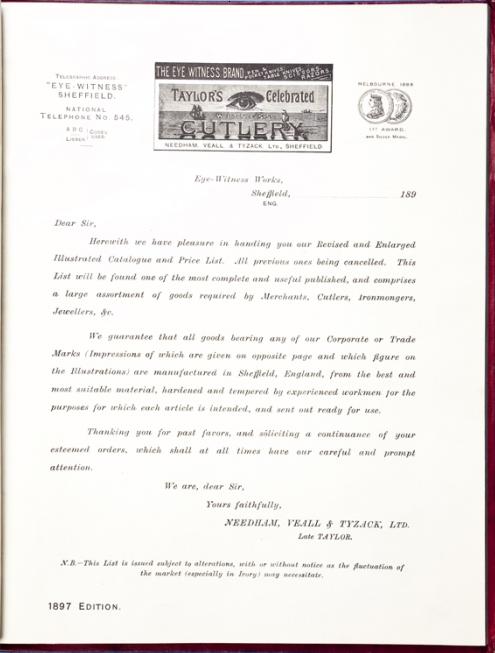 TELEGRAPHIC ADDRESS
"EYE-WITNESS"
SHEFFIELD.
NATIONAL
TELEPHONE NO. 545.
A B C
LIEBER
CODES
USED.
THE EYE WITNESS BRAND,
SCISSORS
RAZORS
TAYLOR'S Celebrated
WITNESS
CUTLERY
NEEDHAM, VEALL & TYZACK LTD, SHEFFIELD
MELBOURNE 1888
1ST AWARD.
Eye-Witness Works,
Sheffield, 189
ENG.
Dear Sir,
Herewith we have pleasure in handing you our Revised and Enlarged
Illustrated Catalogue and Price List. All previous ones being cancelled. This
List will be found one of the most complete and useful published, and comprises
a large assortment of goods required by Merchants, Cutlers, Ironmongers,
Jewellers, &c.
We guarantee that all goods bearing any of our Corporate or Trade
Marks (Impressions of which are given on opposite page and which figure on
the Illustrations) are manufactured in Sheffield, England, from the best and
most suitable material, hardened and tempered by experienced workmen for the
purposes for which each article is intended, and sent out ready for use.
Thanking you for past favors, and soliciting a continuance of your
esteemed orders, which shall at all times have our careful and prompt
attention.
We are, dear Sir,
Yours faithfully,
NEEDHAM, VEALL & TYZACK, LTD.
Late TAYLOR.
N.B.—This List is issued subject to alterations, with or without notice as the fluctuation of
the market (especially in Ivory) may necessitate.
1897 EDITION.